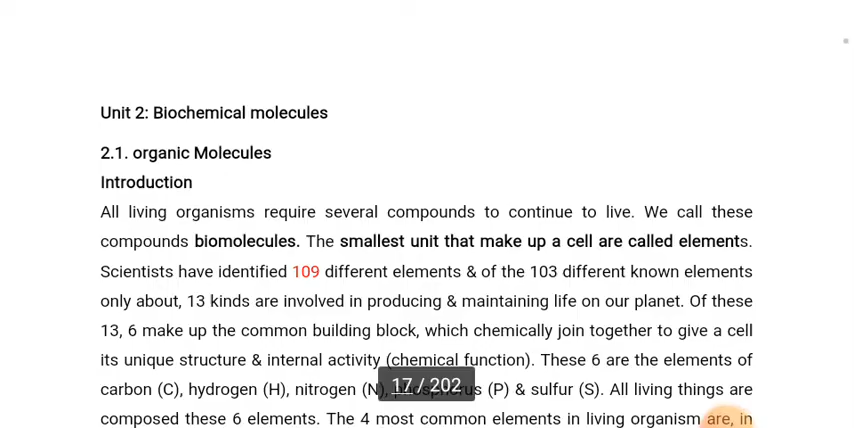 Unit 2: Biochemical molecules
2.1. organic Molecules
Introduction
All living organisms require several compounds to continue to live. We call these
compounds biomolecules. The smallest unit that make up a cell are called elements.
Scientists have identified 109 different elements & of the 103 different known elements
only about, 13 kinds are involved in producing & maintaining life on our planet. Of these
13, 6 make up the common building block, which chemically join together to give a cell
its unique structure & internal activity (chemical function). These 6 are the elements of
carbon (C), hydrogen (H), nitrogen (N), phosphorus (P) & sulfur (S). All living things are
17 / 202
composed these 6 elements. The 4 most common elements in living organism are, in